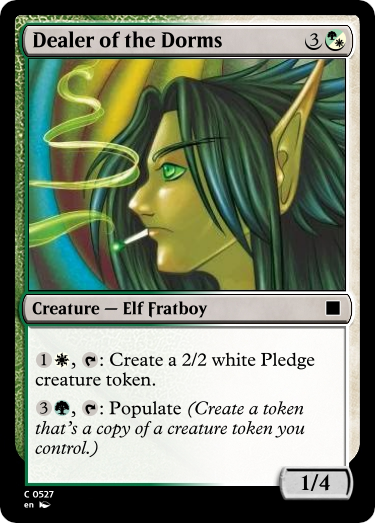 Dealer of the Dorms 3
Creature — Elf Fratboy
1, : Create a 2/2 white Pledge
creature token.
3, : Populate (Create a token
that's a copy of a creature token you
control.)
1/4
C 0527
en